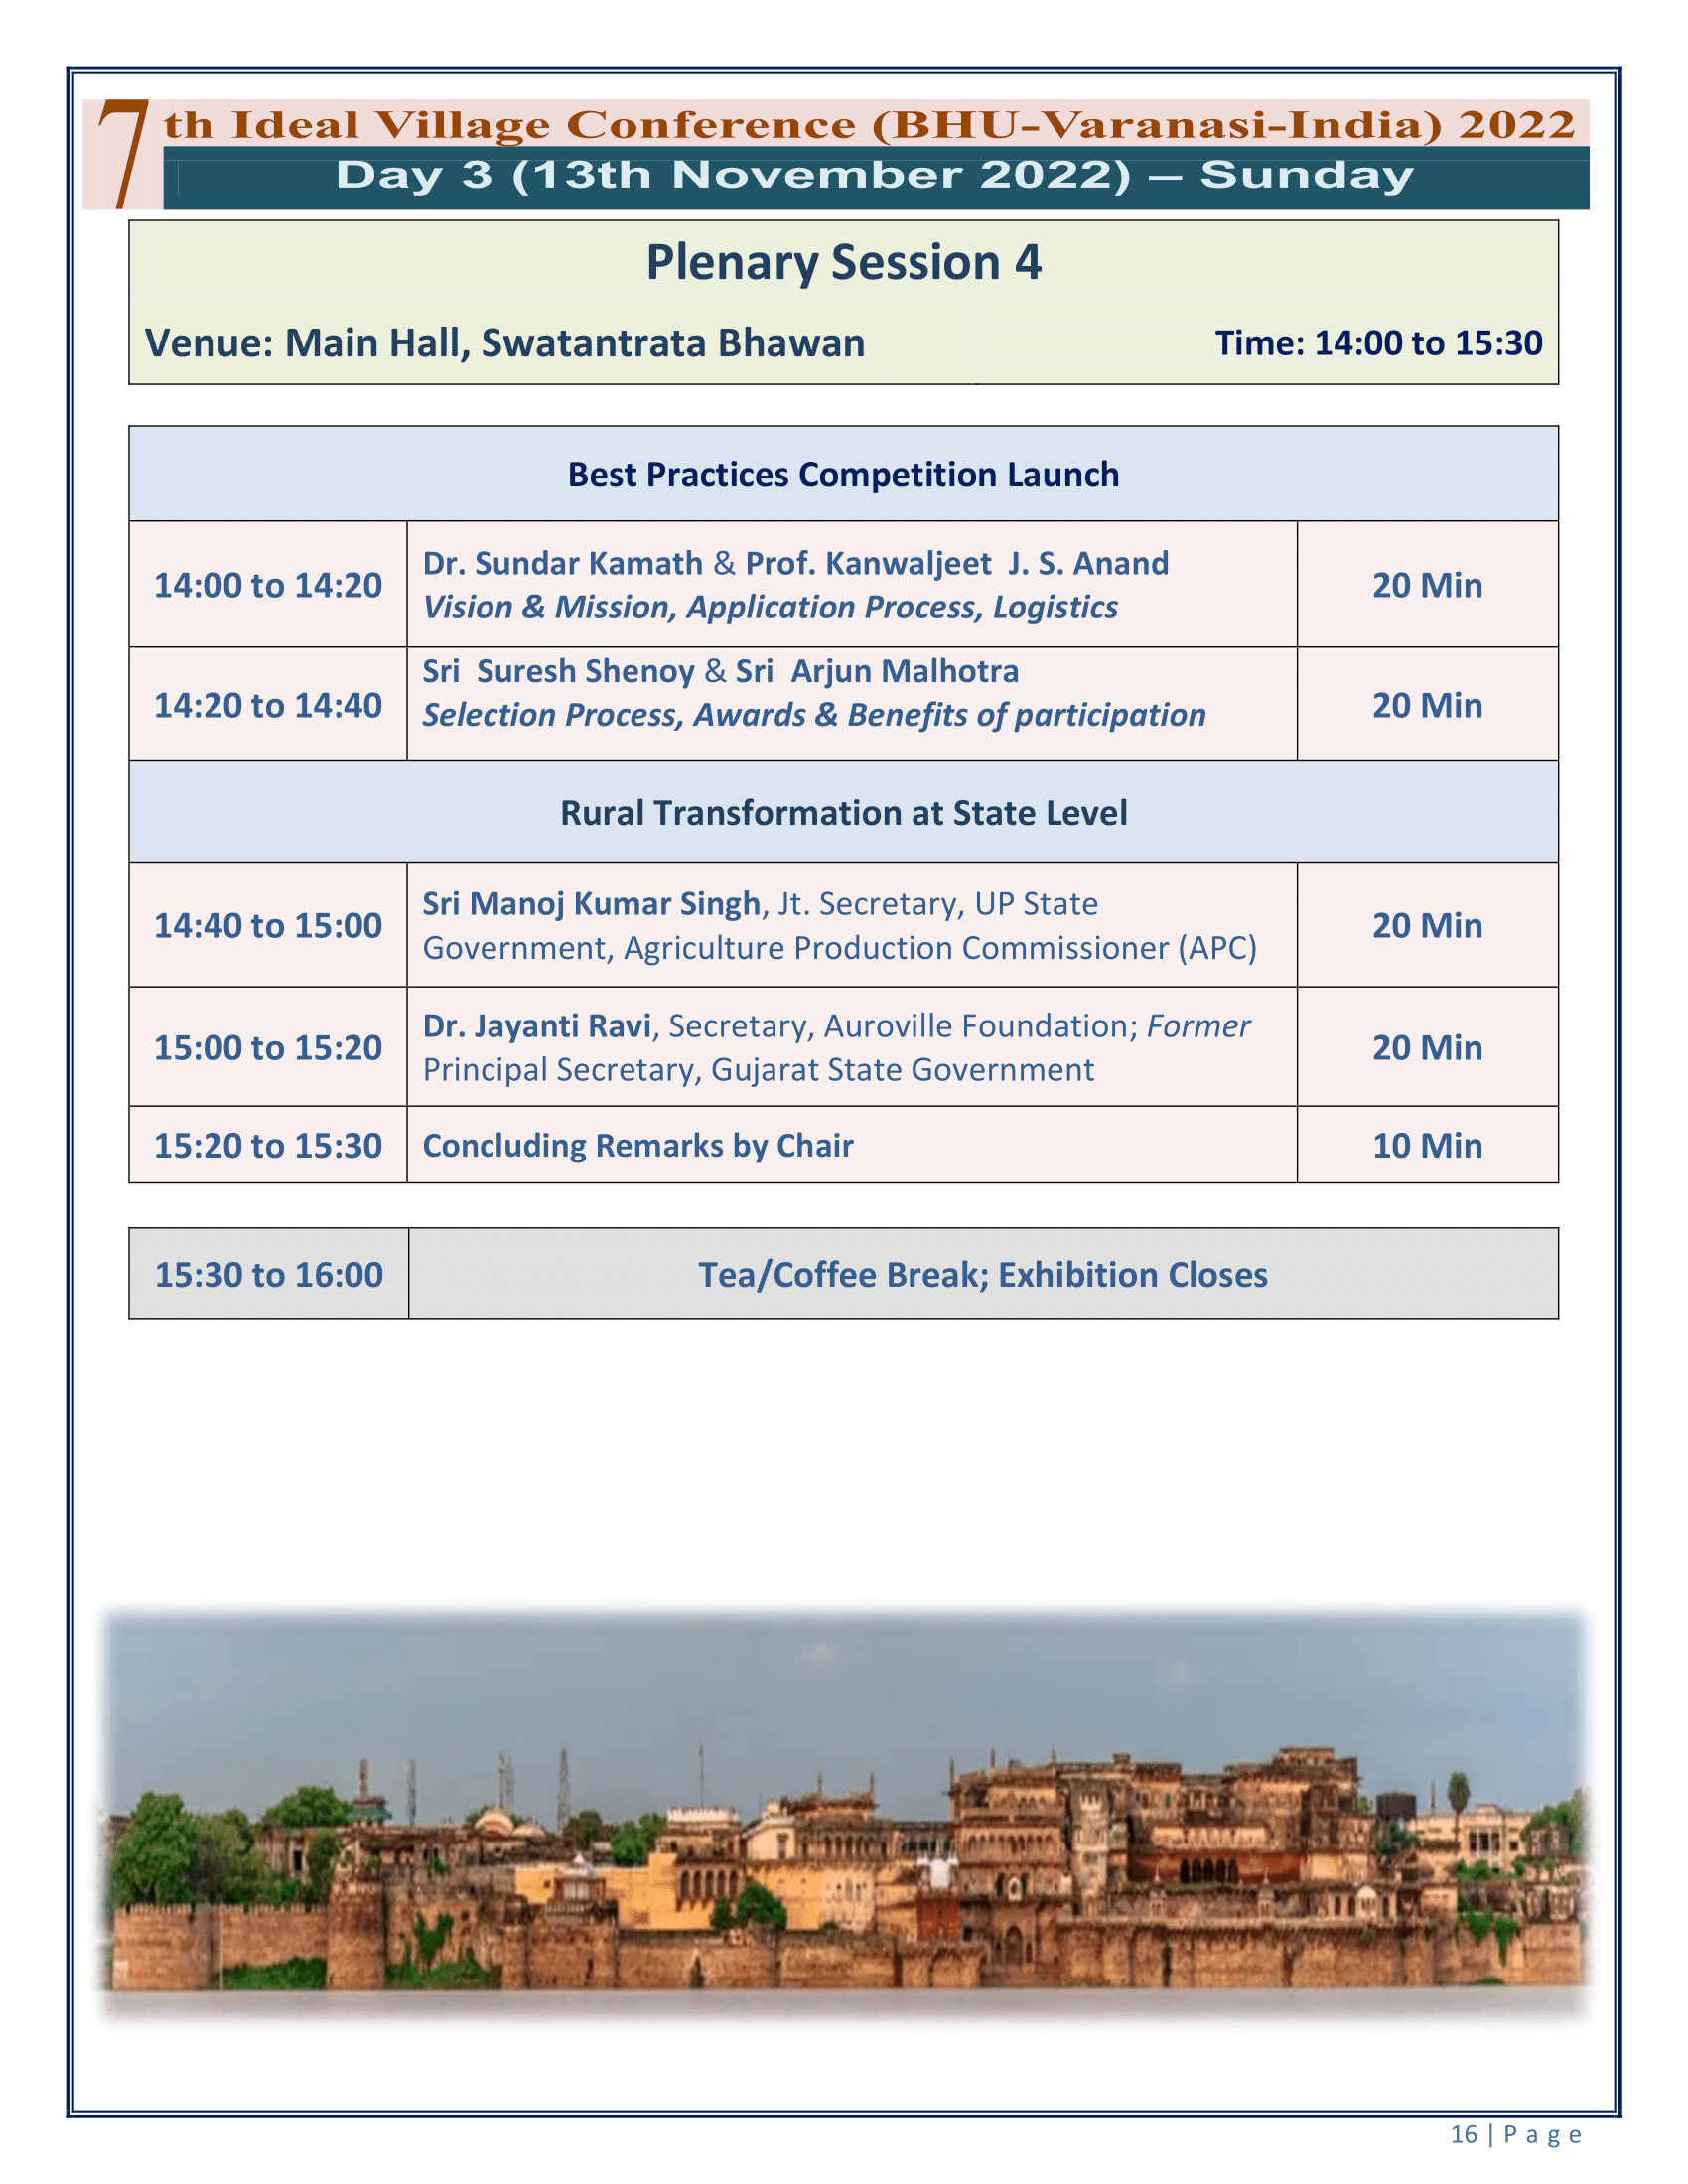 7th Ideal Village Conference (BHU-Varanasi-India) 2022
Day 3 (13th November 2022) – Sunday
Plenary Session 4
Venue: Main Hall, Swatantrata Bhawan Time: 14:00 to 15:30
Best Practices Competition Launch
14:00 to 14:20
Dr. Sundar Kamath & Prof. Kanwaljeet J. S. Anand
Vision & Mission, Application Process, Logistics
20 Min
14:20 to 14:40
Sri Suresh Shenoy & Sri Arjun Malhotra
Selection Process, Awards & Benefits of participation
20 Min
Rural Transformation at State Level
14:40 to 15:00
Sri Manoj Kumar Singh, Jt. Secretary, UP State
Government, Agriculture Production Commissioner (APC)
20 Min
15:00 to 15:20
Dr. Jayanti Ravi, Secretary, Auroville Foundation; Former
Principal Secretary, Gujarat State Government
20 Min
15:20 to 15:30 Concluding Remarks by Chair 10 Min
15:30 to 16:00 Tea/Coffee Break; Exhibition Closes
16 | P a g e